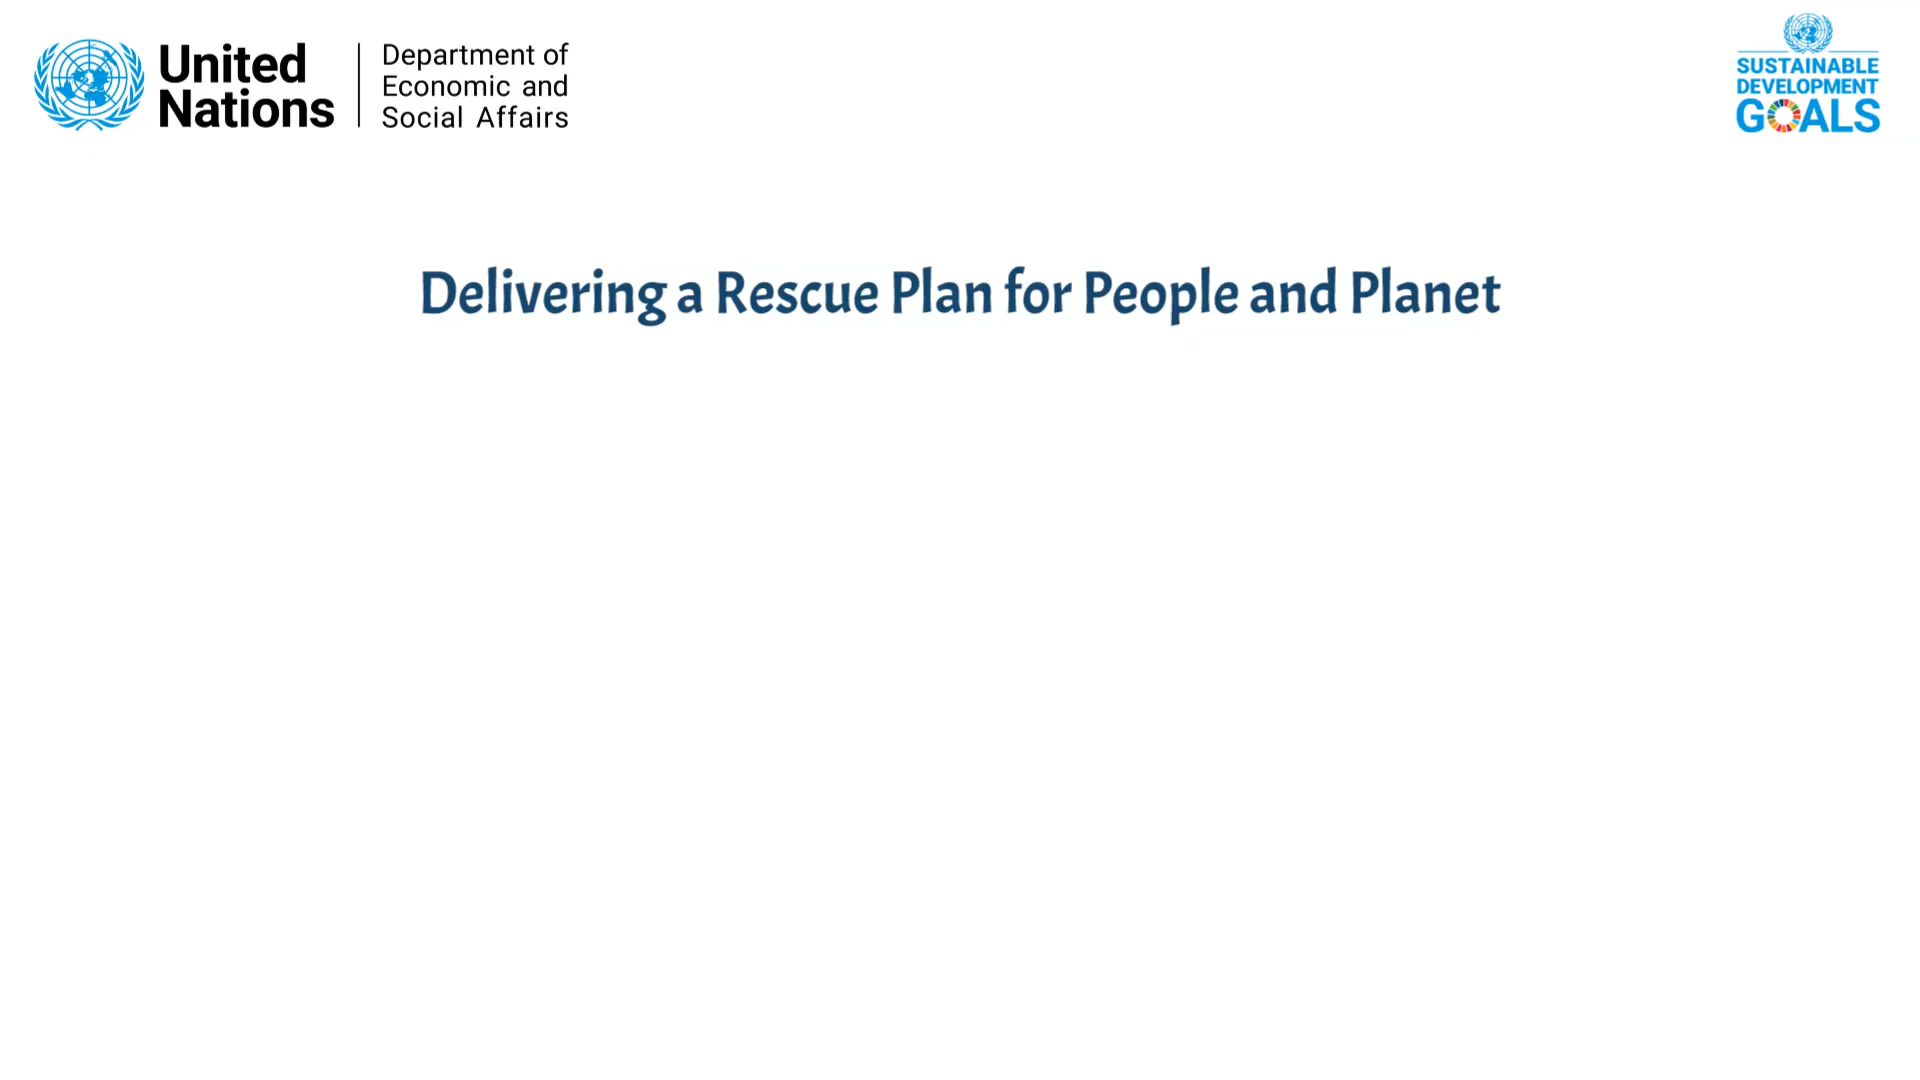 United
Nations
Department of
Economic and
Social Affairs
SUSTAINABLE
DEVELOPMENT
GOALS
Delivering a Rescue Plan for People and Planet